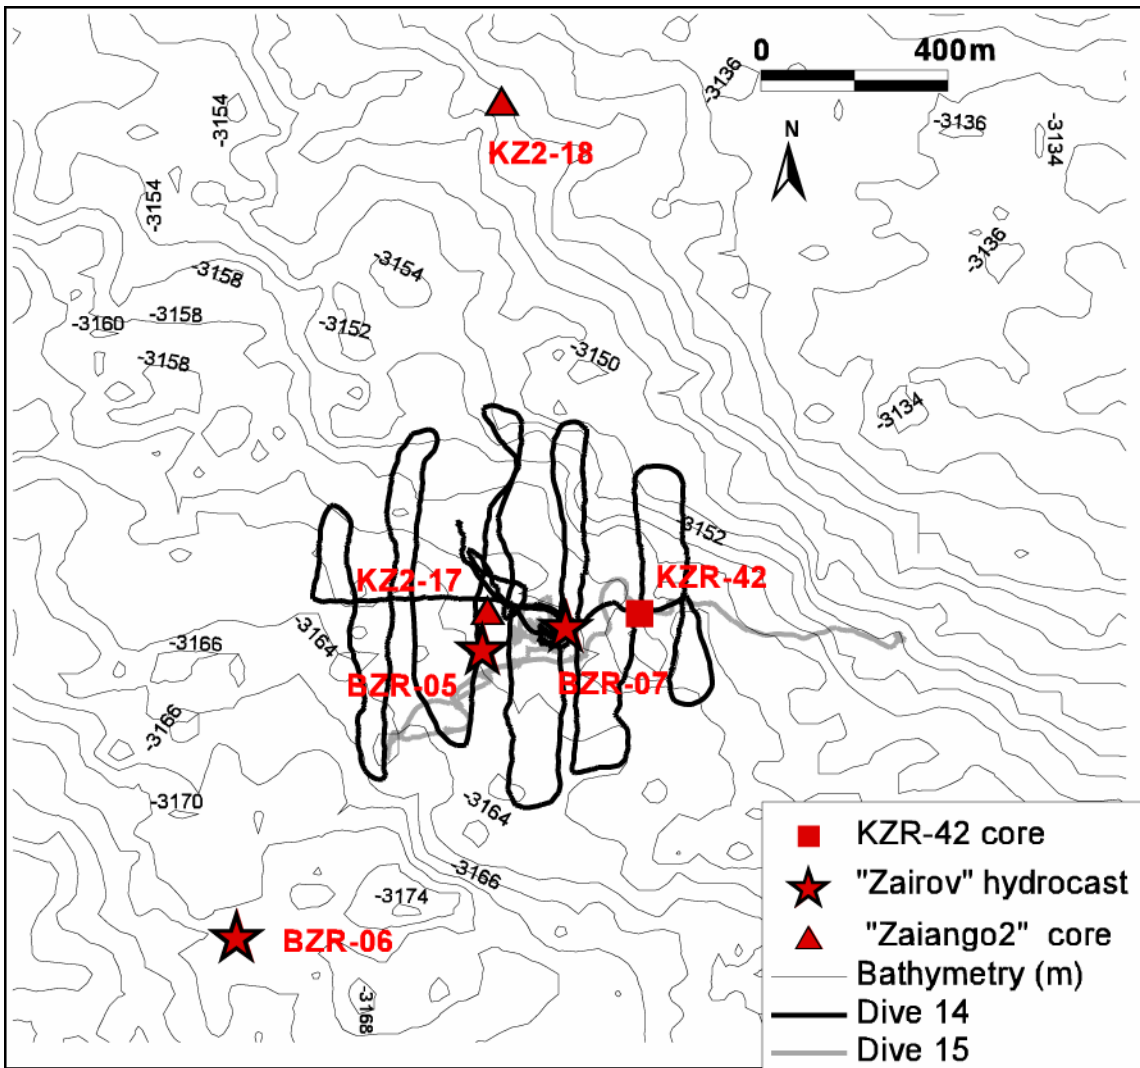 0 400m
-3136
-3154
-3136
-3134
KZ2-18
N
-3154
-3136
-3154
-3158
-3158
-3160
-3152
-3150
-3158
-3134
-3152
KZ2-17
KZR-42
-3164
-3166
BZR-05
BZR-07
-3166
-3170
-3164
KZR-42 core
-3166
-3174
"Zairov" hydrocast
BZR-06
"Zaiango2" core
Bathymetry (m)
-3168
Dive 14
Dive 15